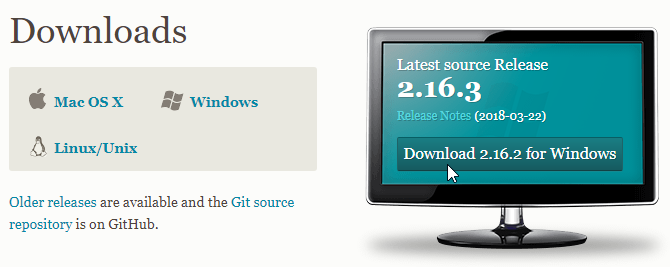 Downloads
Mac OS X
Windows
Linux/Unix
Older releases are available and the Git source
repository is on GitHub.
Latest source Release
2.16.3
Release Notes (2018-03-22)
Download 2.16.2 for Windows